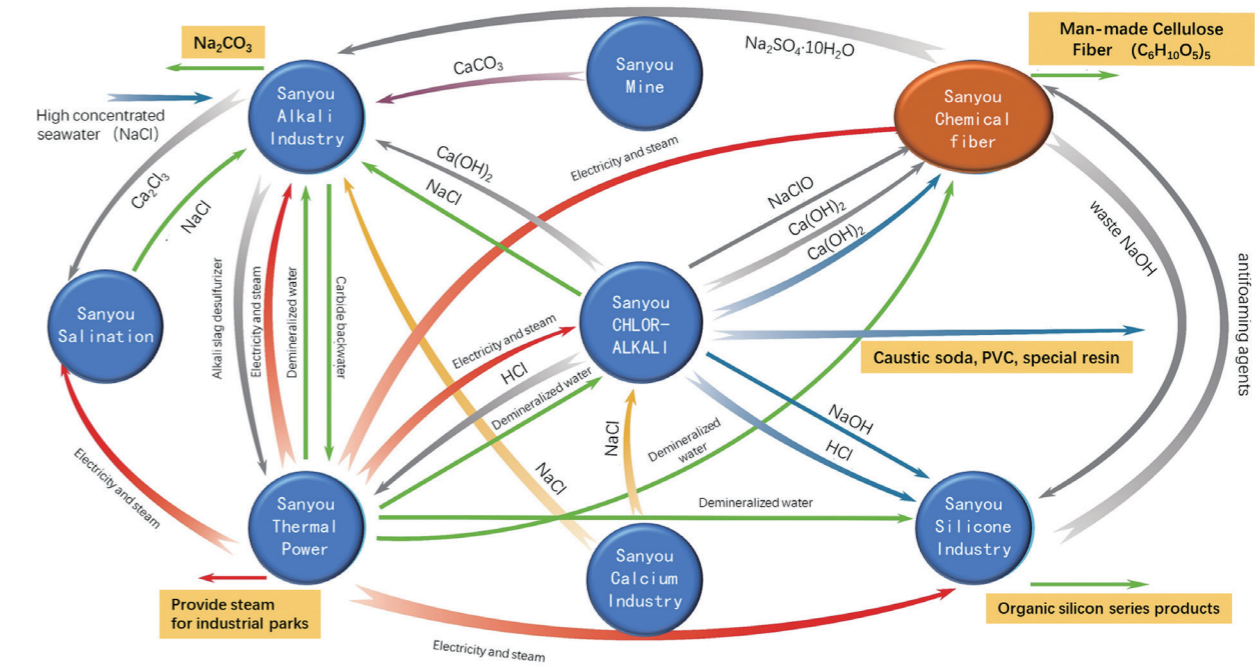 Na₂CO₃
High concentrated
seawater (NaCl)
Sanyou
Alkali
Industry
CaCO₃
Sanyou
Mine
Na₂SO₄·10H₂O
Man-made Cellulose
Fiber (C₆H₁₀O₅)₅
Sanyou
Chemical
fiber
Ca₂Cl₃
NaCl
Ca(OH)₂
NaCl
Electricity and steam
NaClO
Ca(OH)₂
Ca(OH)₂
waste NaOH
antifoaming agents
Sanyou
Salination
Alkali slag desulfurizer
Electricity and steam
Demineralized water
Carbide backwater
Sanyou
CHLOR-
ALKALI
Electricity and steam
HCl
Demineralized water
Caustic soda, PVC, special resin
NaOH
HCl
NaCl
NaCl
Demineralized
water
Demineralized water
Electricity and steam
Sanyou
Thermal
Power
Sanyou
Calcium
Industry
Sanyou
Silicone
Industry
Provide steam
for industrial parks
Electricity and steam
Organic silicon series products